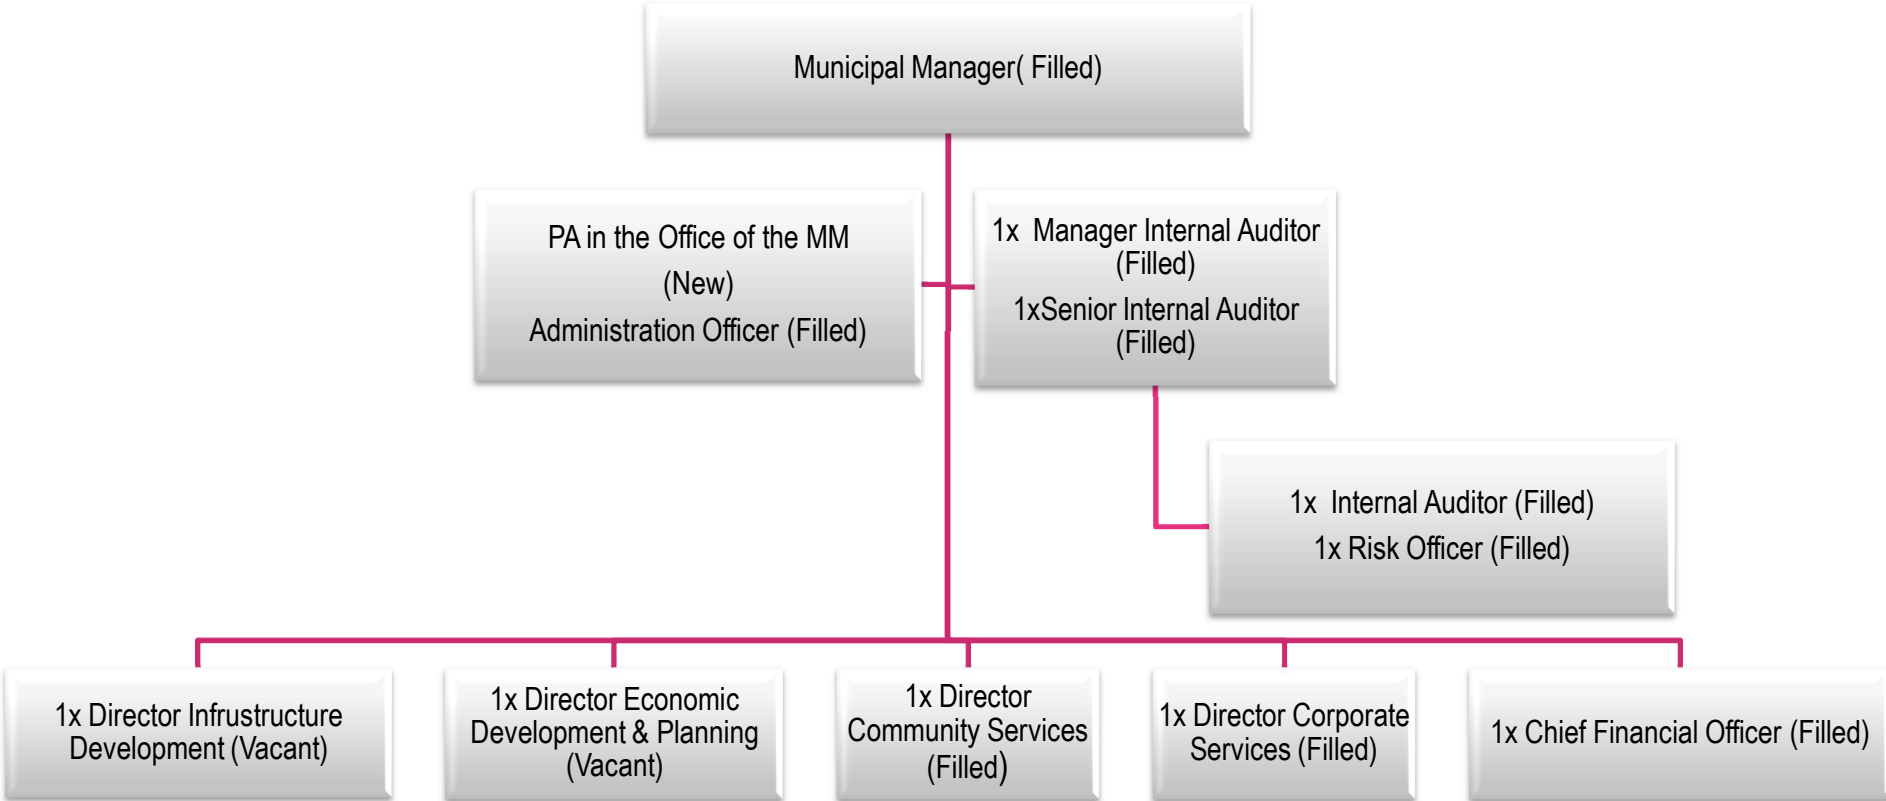 Municipal Manager( Filled)
PA in the Office of the MM
(New)
Administration Officer (Filled)
1x  Manager Internal Auditor
(Filled)
1xSenior Internal Auditor
(Filled)
1x  Internal Auditor (Filled)
1x Risk Officer (Filled)
1x Director Infrustructure
Development (Vacant)
1x Director Economic
Development & Planning
(Vacant)
1x Director
Community Services
(Filled)
1x Director Corporate
Services (Filled)
1x Chief Financial Officer (Filled)